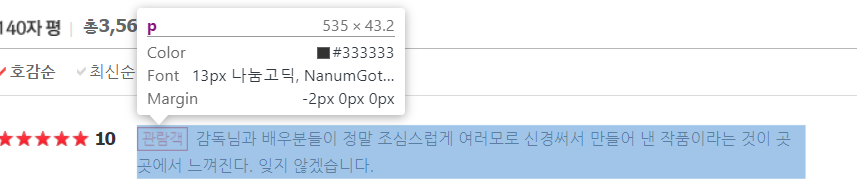 140자 평 총3,56
p 535 × 43.2
Color #333333
Font 13px 나눔고딕, NanumGot...
Margin -2px 0px 0px
호감순 최신순
10 관람객 감독님과 배우분들이 정말 조심스럽게 여러모로 신경써서 만들어 낸 작품이라는 것이 곳
곳에서 느껴진다. 잊지 않겠습니다.